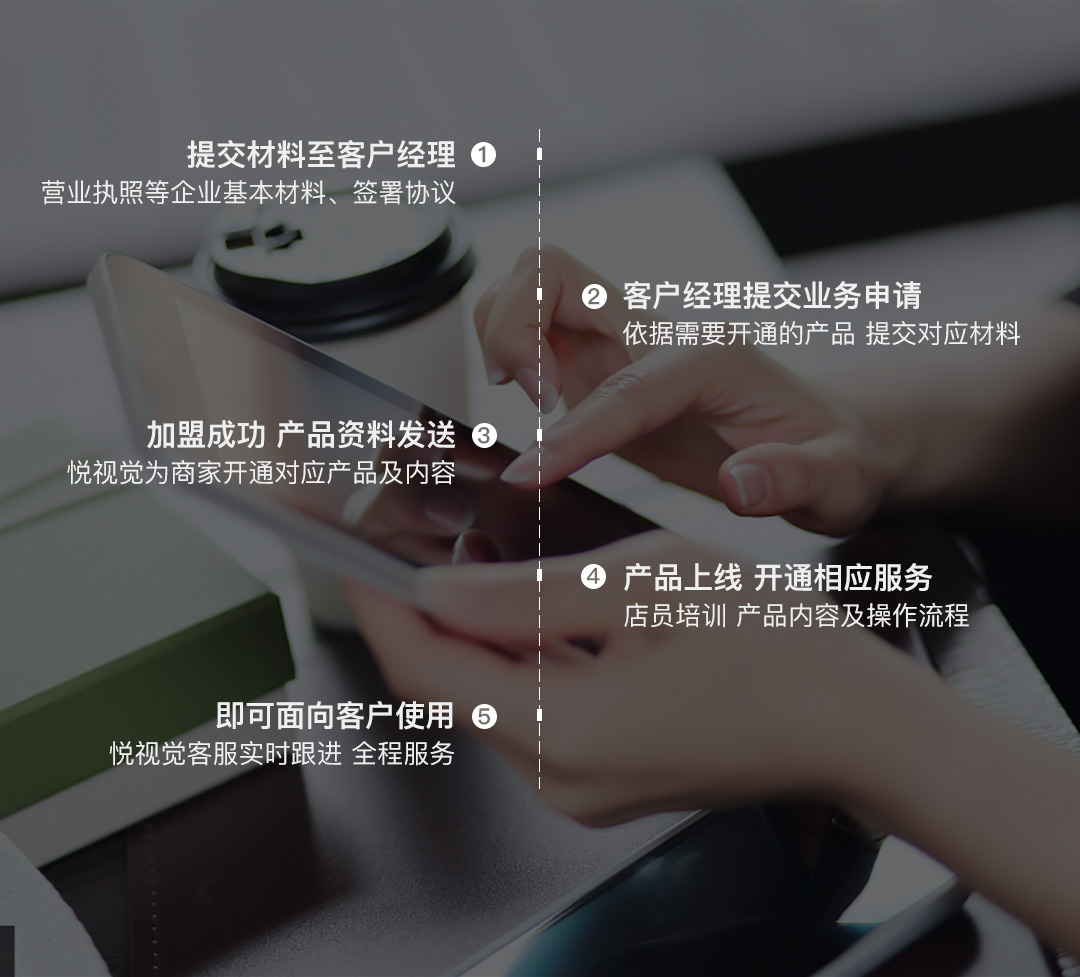 提交材料至客户经理 1
营业执照等企业基本材料、签署协议
2 客户经理提交业务申请
依据需要开通的产品 提交对应材料
加盟成功 产品资料发送 3
悦视觉为商家开通对应产品及内容
4 产品上线 开通相应服务
店员培训 产品内容及操作流程
即可面向客户使用 5
悦视觉客服实时跟进 全程服务